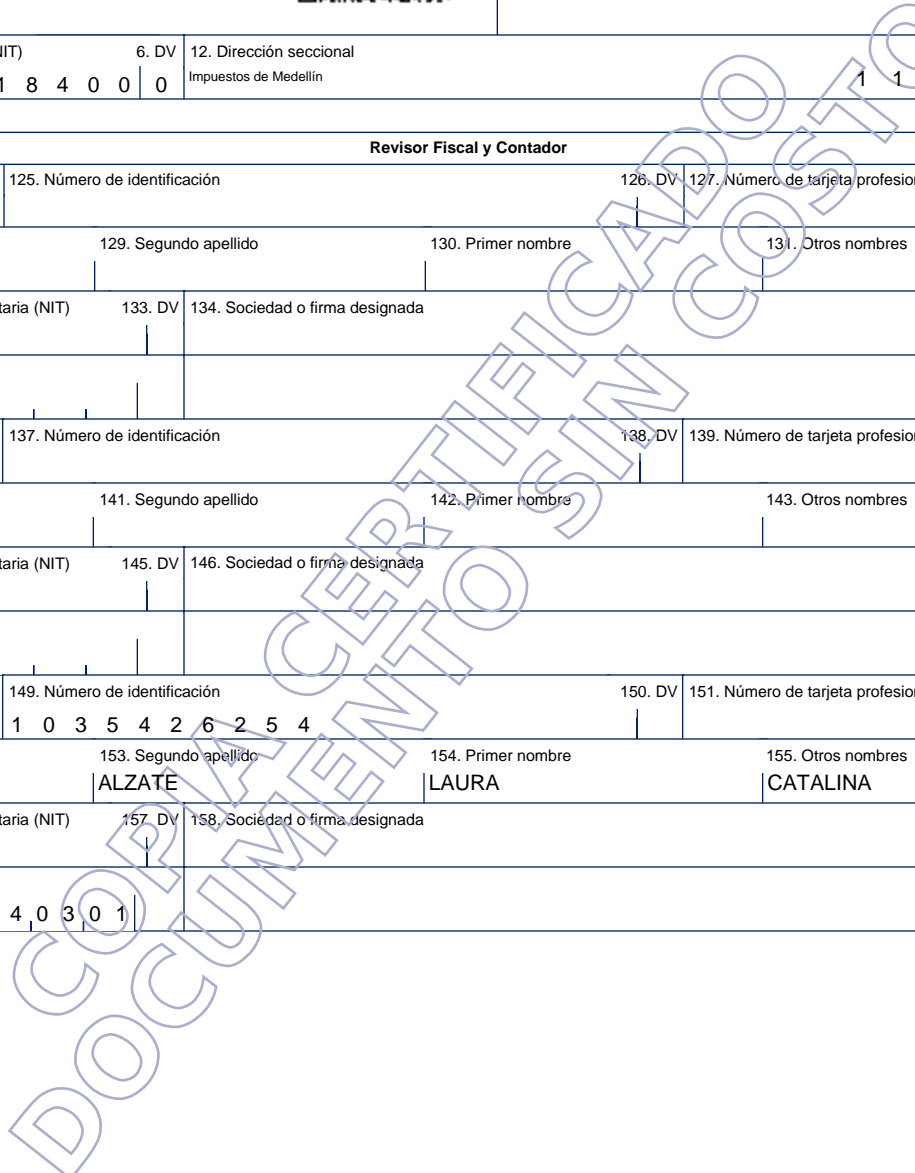 NIT) 6. DV 12. Dirección seccional
1 8 4 0 0 0 Impuestos de Medellín 1 1
Revisor Fiscal y Contador
125. Número de identificación 126. DV 127. Número de tarjeta profesion
129. Segundo apellido 130. Primer nombre 131. Otros nombres
taria (NIT) 133. DV 134. Sociedad o firma designada
137. Número de identificación 138. DV 139. Número de tarjeta profesion
141. Segundo apellido 142. Primer nombre 143. Otros nombres
taria (NIT) 145. DV 146. Sociedad o firma designada
149. Número de identificación 150. DV 151. Número de tarjeta profesion
1 0 3 5 4 2 6 2 5 4
153. Segundo apellido 154. Primer nombre 155. Otros nombres
ALZATE LAURA CATALINA
taria (NIT) 157. DV 158. Sociedad o firma designada
4 0 3 0 1
COPIA CERTIFICADO
DOCUMENTO SIN COSTO